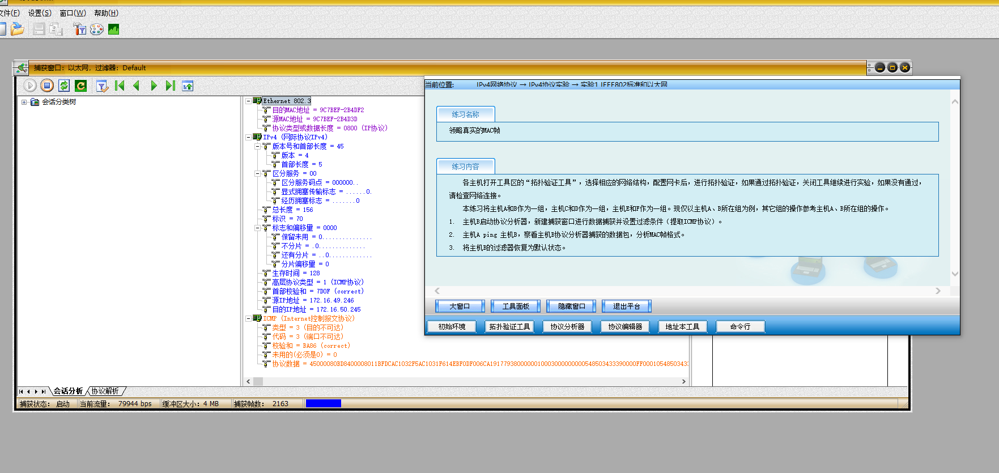 文件(F) 设置(S) 窗口(W) 帮助(H)
捕获窗口: 以太网, 过滤器: Default
会话分类树
Ethernet 802.3
目的MAC地址 = 9C7BEF-2B4DF2
源MAC地址 = 9C7BEF-2B4D3D
协议类型或数据长度 = 0800 (IP协议)
IPv4 (网际协议IPv4)
版本号和首部长度 = 45
版本 = 4
首部长度 = 5
区分服务 = 00
区分服务码点 = 000000..
显式拥塞传输标志 = ......0.
经历拥塞标志 = .......0
总长度 = 156
标识 = 70
标志和偏移量 = 0000
保留未用 = 0...............
不分片 = .0..............
还有分片 = ..0.............
分片偏移量 = 0
生存时间 = 128
高层协议类型 = 1 (ICMP协议)
首部校验和 = 7D0F (correct)
源IP地址 = 172.16.49.246
目的IP地址 = 172.16.50.245
ICMP (Internet控制报文协议)
类型 = 3 (目的不可达)
代码 = 3 (端口不可达)
校验和 = BA86 (correct)
未用的(必须是0) = 0
协议数据 = 45000080BD8400008011BFDCAC1032F5AC1031F614EBF0DF006CA19177938000000100030000000000548503433390000FF00010548503433
当前位置: IPv4网络协议 → IPv4协议实验 → 实验1 IEEE802标准和以太网
练习名称
领略真实的MAC帧
练习内容
各主机打开工具区的“拓扑验证工具”，选择相应的网络结构，配置网卡后，进行拓扑验证，如果通过拓扑验证，关闭工具继续进行实验，如果没有通过，
请检查网络连接。
本练习将主机A和B作为一组，主机C和D作为一组，主机E和F作为一组。现仅以主机A、B所在组为例，其它组的操作参考主机A、B所在组的操作。
1. 主机B启动协议分析器，新建捕获窗口进行数据捕获并设置过滤条件（提取ICMP协议）。
2. 主机A ping 主机B，察看主机B协议分析器捕获的数据包，分析MAC帧格式。
3. 将主机B的过滤器恢复为默认状态。
大窗口 工具面板 隐藏窗口 退出平台
初始环境 拓扑验证工具 协议分析器 协议编辑器 地址本工具 命令行
会话分析 协议解析
捕获状态: 启动 当前流量: 79944 bps 缓冲区大小: 4 MB 捕获帧数: 2163